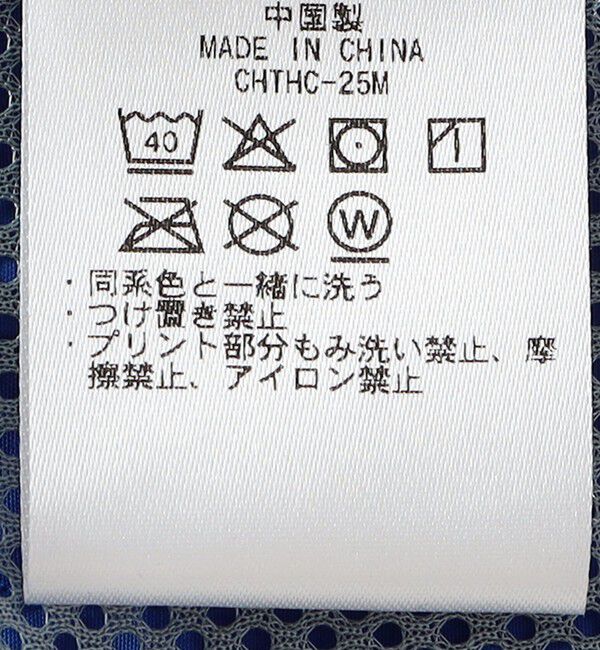 中国製
MADE IN CHINA
CHTHC-25M
40
W
・同系色と一緒に洗う
・つけ置き禁止
・プリント部分もみ洗い禁止、摩
擦禁止、アイロン禁止